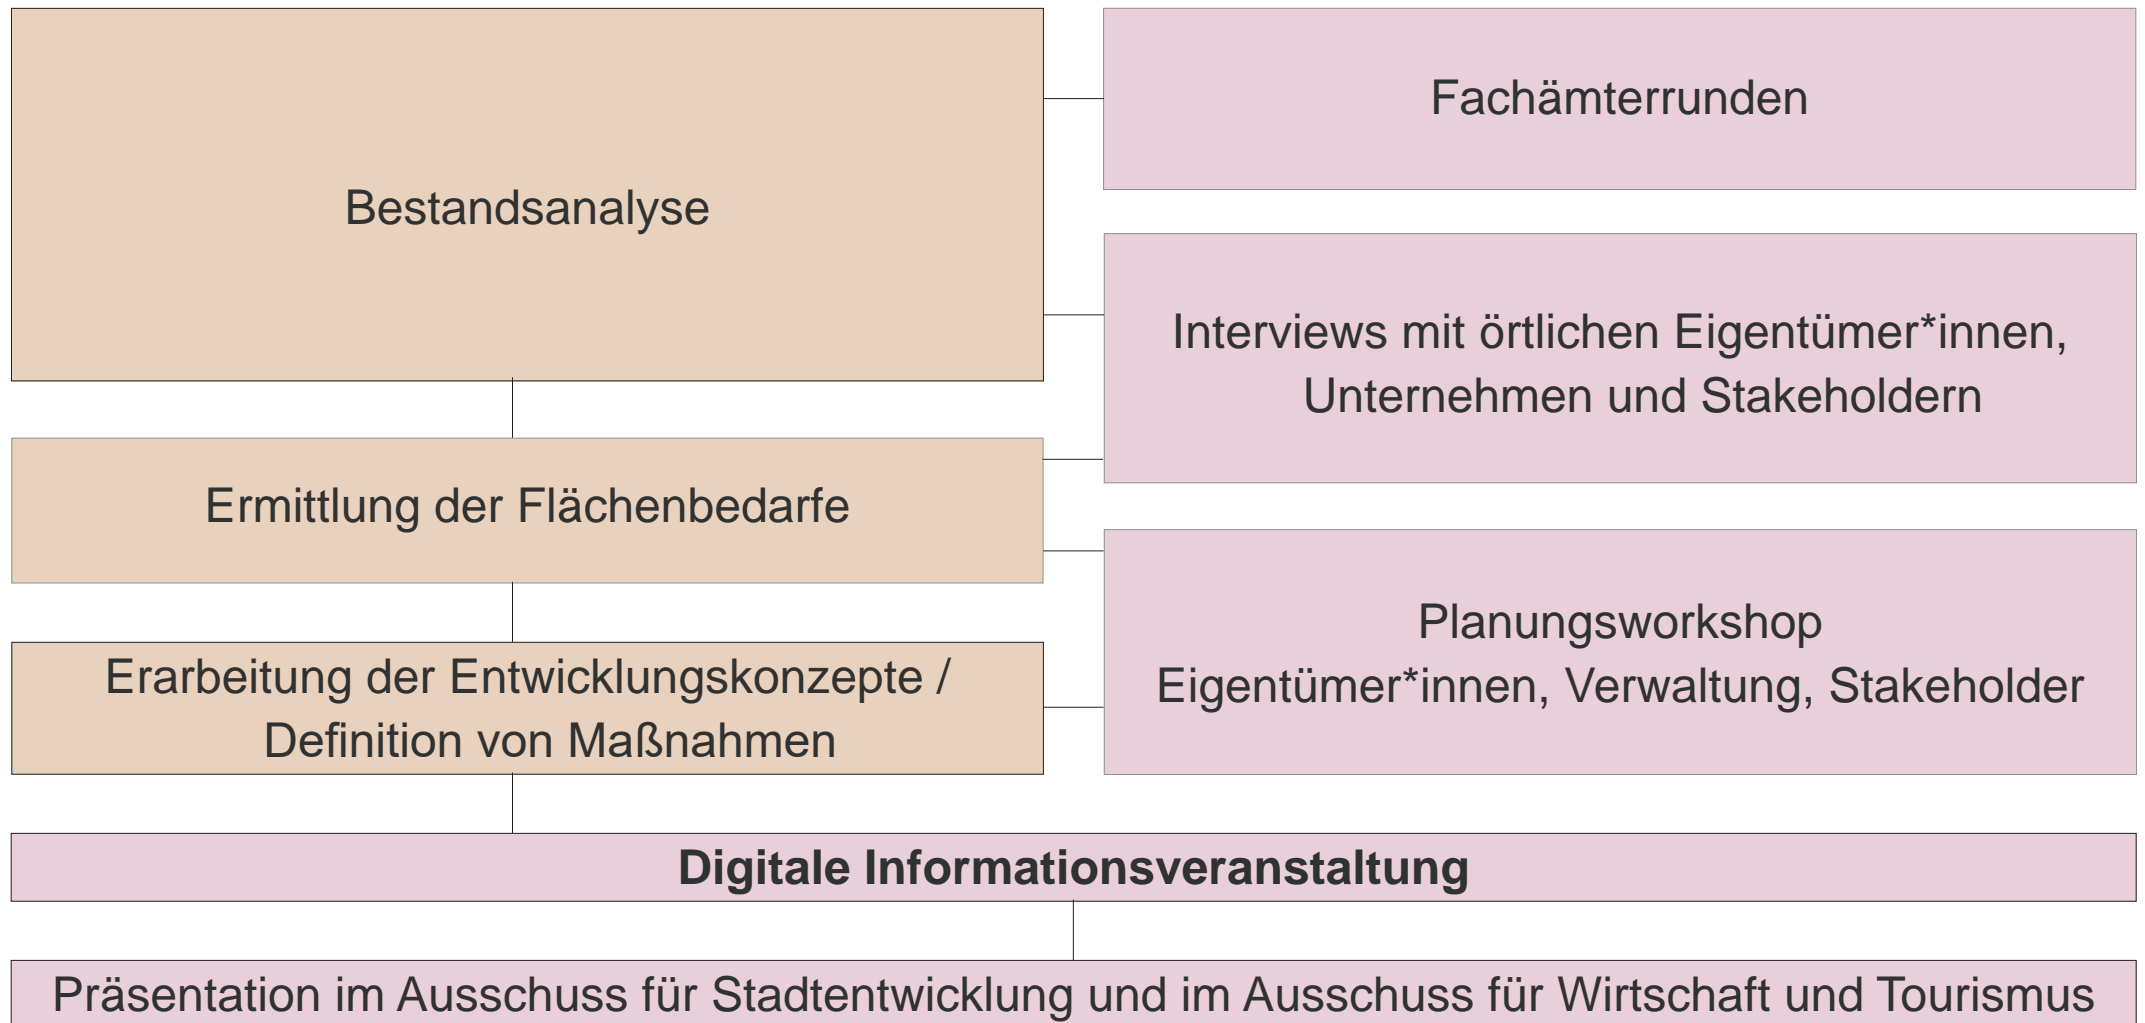 Bestandsanalyse
Fachämterrunden
Interviews mit örtlichen Eigentümer*innen,
Unternehmen und Stakeholdern
Ermittlung der Flächenbedarfe
Planungsworkshop
Eigentümer*innen, Verwaltung, Stakeholder
Erarbeitung der Entwicklungskonzepte /
Definition von Maßnahmen
Digitale Informationsveranstaltung
Präsentation im Ausschuss für Stadtentwicklung und im Ausschuss für Wirtschaft und Tourismus